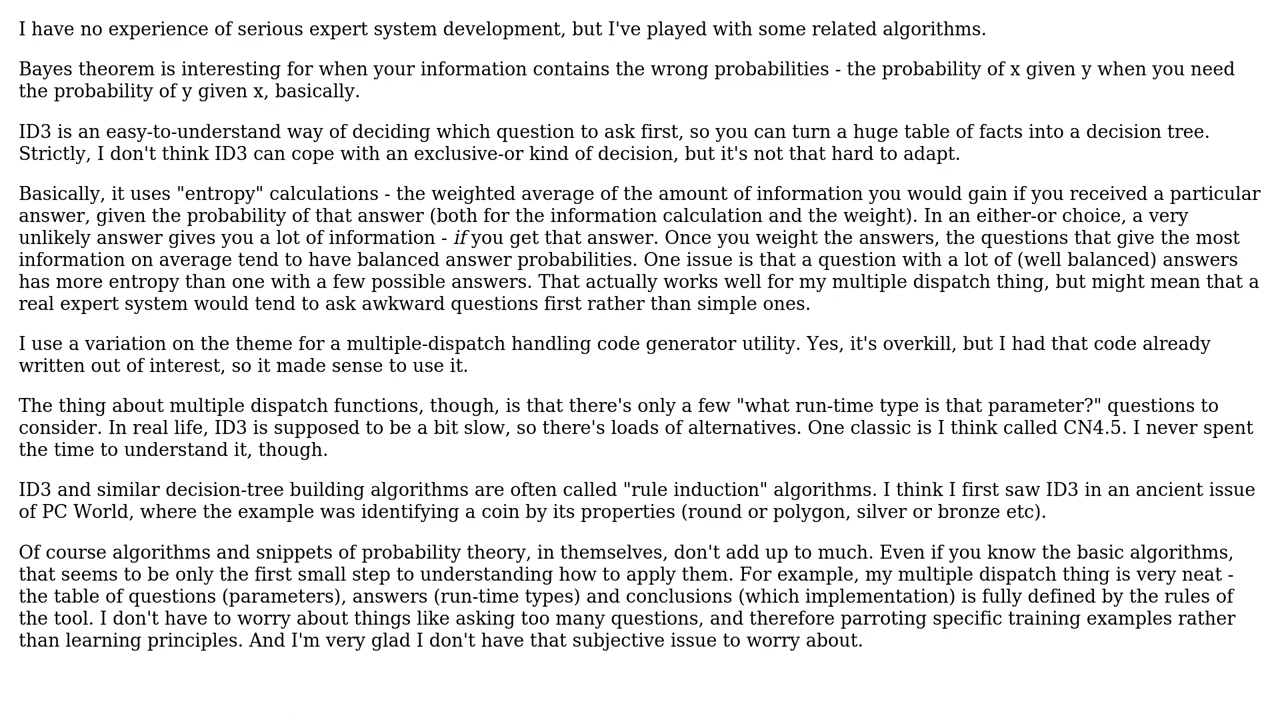 I have no experience of serious expert system development, but I've played with some related algorithms.
Bayes theorem is interesting for when your information contains the wrong probabilities - the probability of x given y when you need
the probability of y given x, basically.
ID3 is an easy-to-understand way of deciding which question to ask first, so you can turn a huge table of facts into a decision tree.
Strictly, I don't think ID3 can cope with an exclusive-or kind of decision, but it's not that hard to adapt.
Basically, it uses "entropy" calculations - the weighted average of the amount of information you would gain if you received a particular
answer, given the probability of that answer (both for the information calculation and the weight). In an either-or choice, a very
unlikely answer gives you a lot of information - if you get that answer. Once you weight the answers, the questions that give the most
information on average tend to have balanced answer probabilities. One issue is that a question with a lot of (well balanced) answers
has more entropy than one with a few possible answers. That actually works well for my multiple dispatch thing, but might mean that a
real expert system would tend to ask awkward questions first rather than simple ones.
I use a variation on the theme for a multiple-dispatch handling code generator utility. Yes, it's overkill, but I had that code already
written out of interest, so it made sense to use it.
The thing about multiple dispatch functions, though, is that there's only a few "what run-time type is that parameter?" questions to
consider. In real life, ID3 is supposed to be a bit slow, so there's loads of alternatives. One classic is I think called CN4.5. I never spent
the time to understand it, though.
ID3 and similar decision-tree building algorithms are often called "rule induction" algorithms. I think I first saw ID3 in an ancient issue
of PC World, where the example was identifying a coin by its properties (round or polygon, silver or bronze etc).
Of course algorithms and snippets of probability theory, in themselves, don't add up to much. Even if you know the basic algorithms,
that seems to be only the first small step to understanding how to apply them. For example, my multiple dispatch thing is very neat -
the table of questions (parameters), answers (run-time types) and conclusions (which implementation) is fully defined by the rules of
the tool. I don't have to worry about things like asking too many questions, and therefore parroting specific training examples rather
than learning principles. And I'm very glad I don't have that subjective issue to worry about.